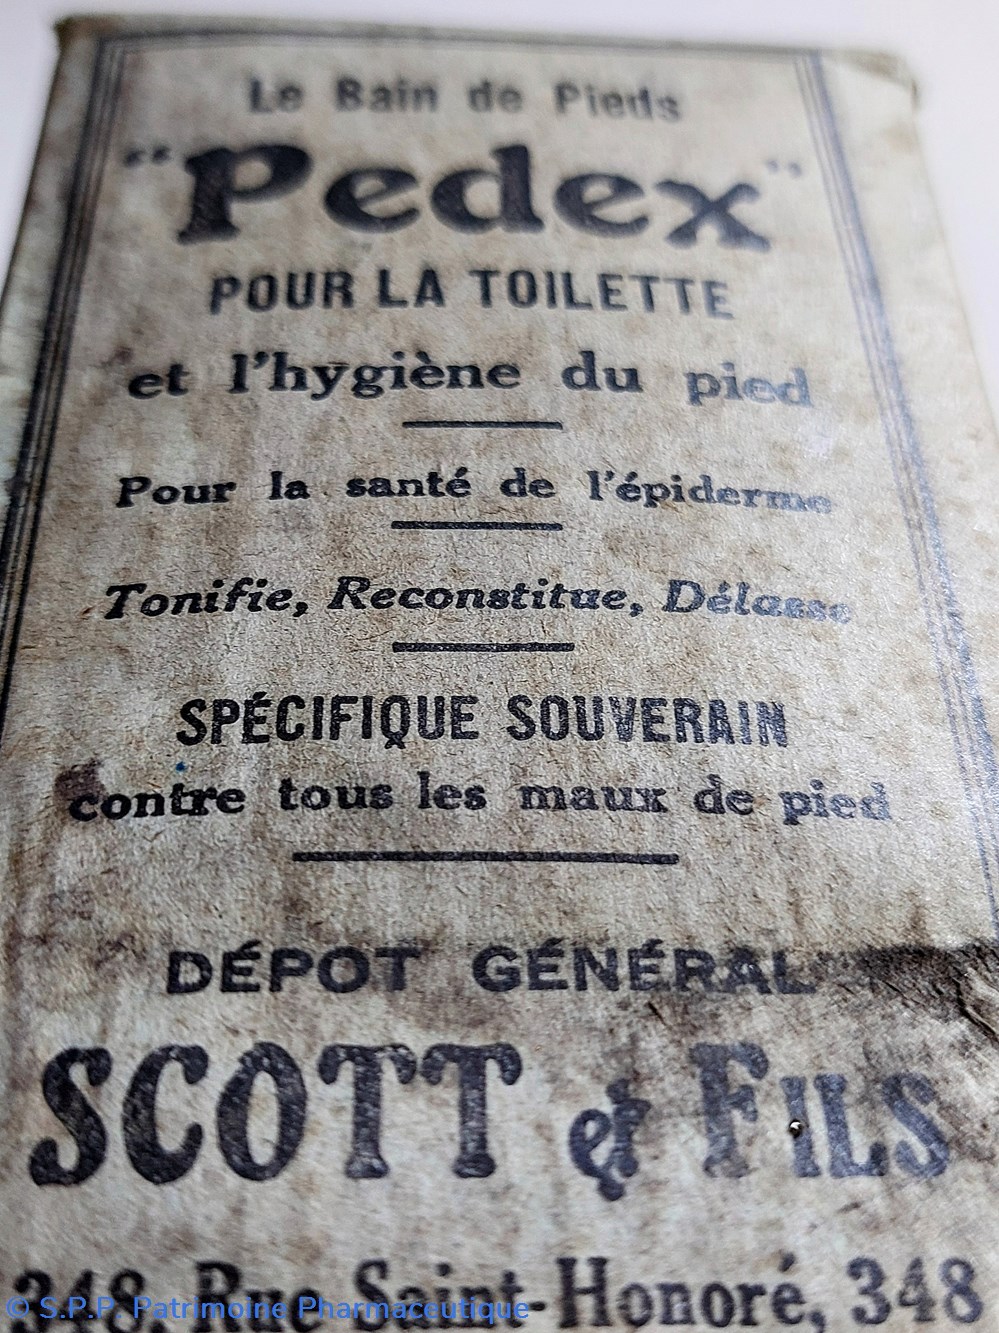 Le Bain de Pieds
"Pedex"
POUR LA TOILETTE
et l'hygiène du pied
Pour la santé de l'épiderme
Tonifie, Reconstitue, Délasse
SPÉCIFIQUE SOUVERAIN
contre tous les maux de pied
DÉPOT GÉNÉRAL
SCOTT & FILS
348, Rue Saint-Honoré, 348
© S.P.P. Patrimoine Pharmaceutique